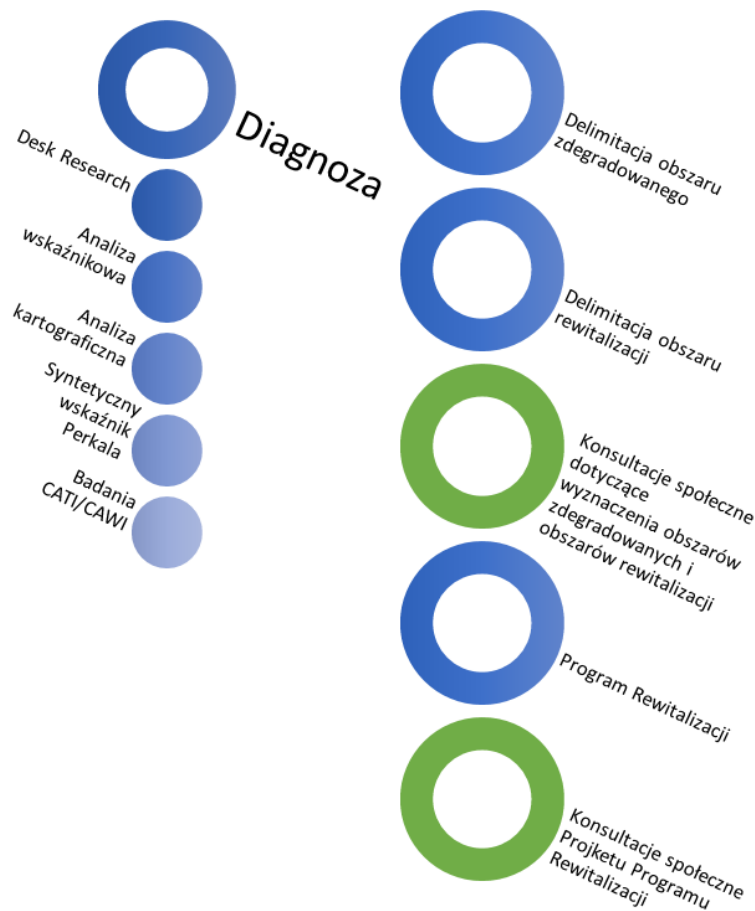 Diagnoza
Desk Research
Analiza
wskaźnikowa
Analiza
kartograficzna
Syntetyczny
wskaźnik
Perkala
Badania
CATI/CAWI
Delimitacja obszaru
zdegradowanego
Delimitacja obszaru
rewitalizacji
Konsultacje społeczne
dotyczące
wyznaczenia obszarów
zdegradowanych i
obszarów rewitalizacji
Program Rewitalizacji
Konsultacje społeczne
Projketu Programu
Rewitalizacji